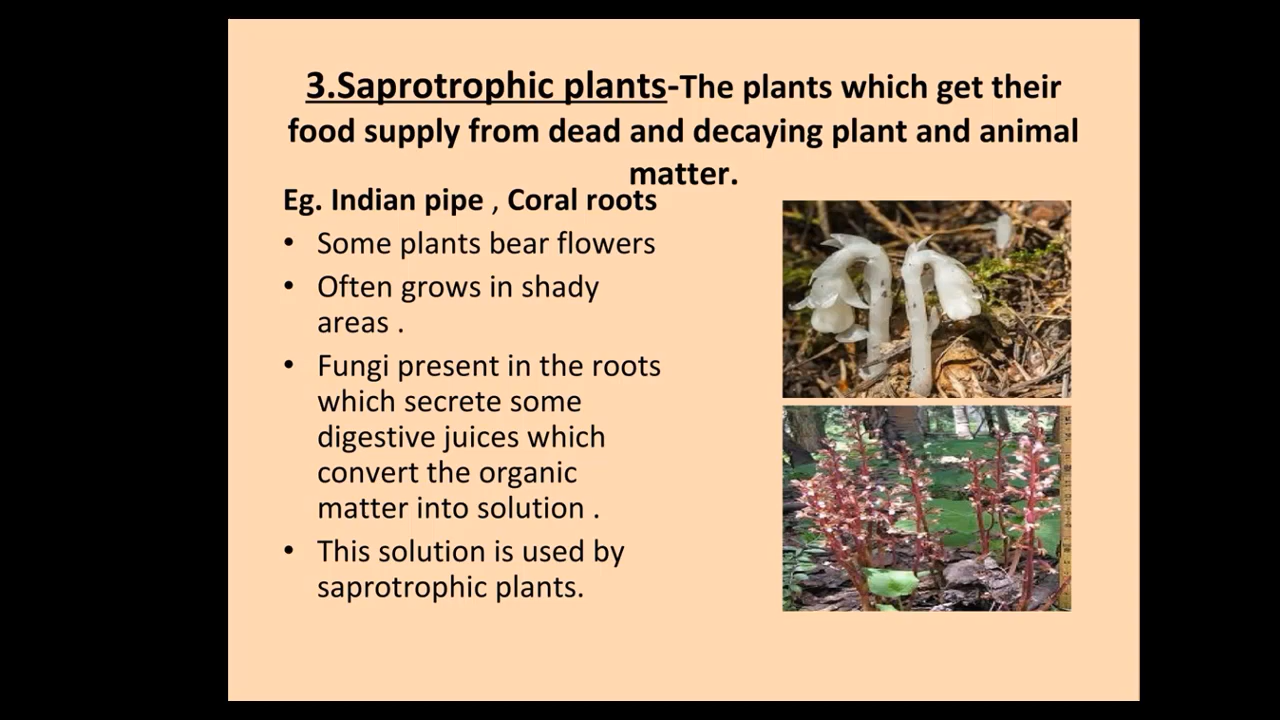 3.Saprotrophic plants-The plants which get their
food supply from dead and decaying plant and animal
matter.
Eg. Indian pipe , Coral roots
• Some plants bear flowers
• Often grows in shady
areas .
• Fungi present in the roots
which secrete some
digestive juices which
convert the organic
matter into solution .
• This solution is used by
saprotrophic plants.